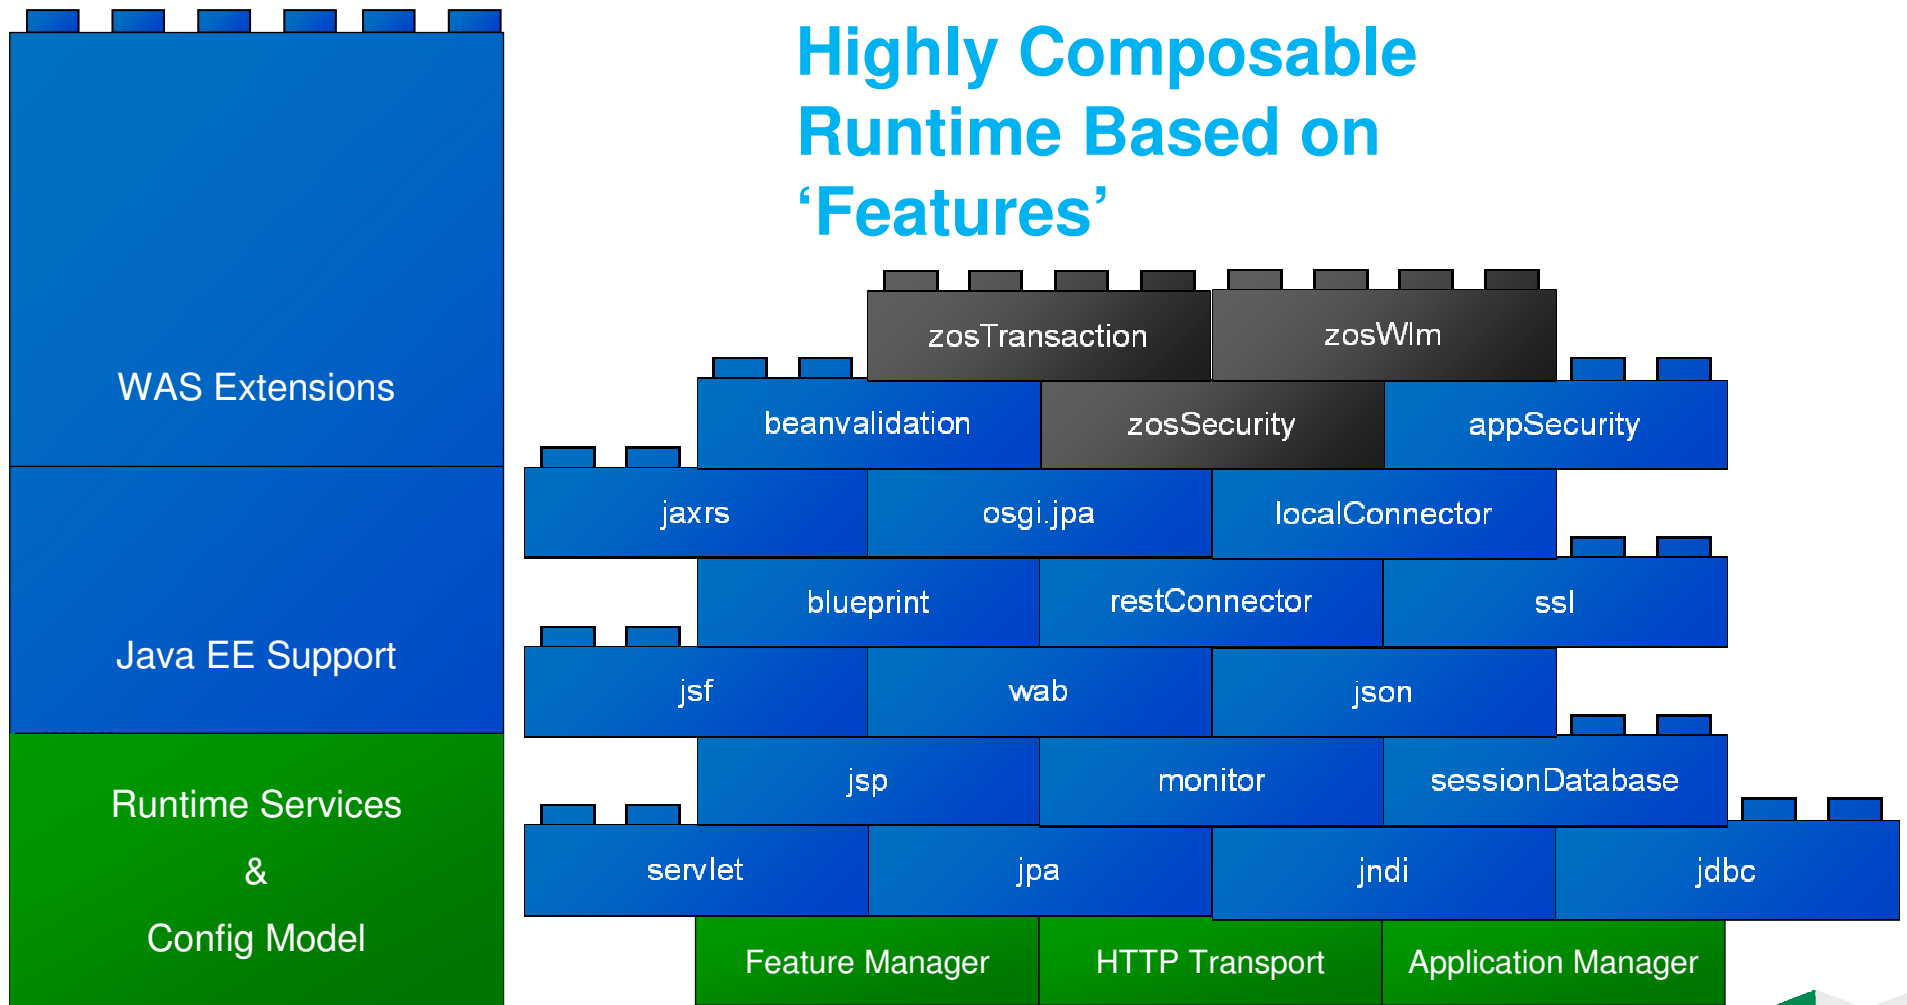 Highly Composable
Runtime Based on
‘Features’
WAS Extensions
Java EE Support
Runtime Services
&
Config Model
zosTransaction
zosWlm
beanvalidation
zosSecurity
appSecurity
jaxrs
osgi.jpa
localConnector
blueprint
restConnector
ssl
jsf
wab
json
jsp
monitor
sessionDatabase
servlet
jpa
jndi
jdbc
Feature Manager
HTTP Transport
Application Manager